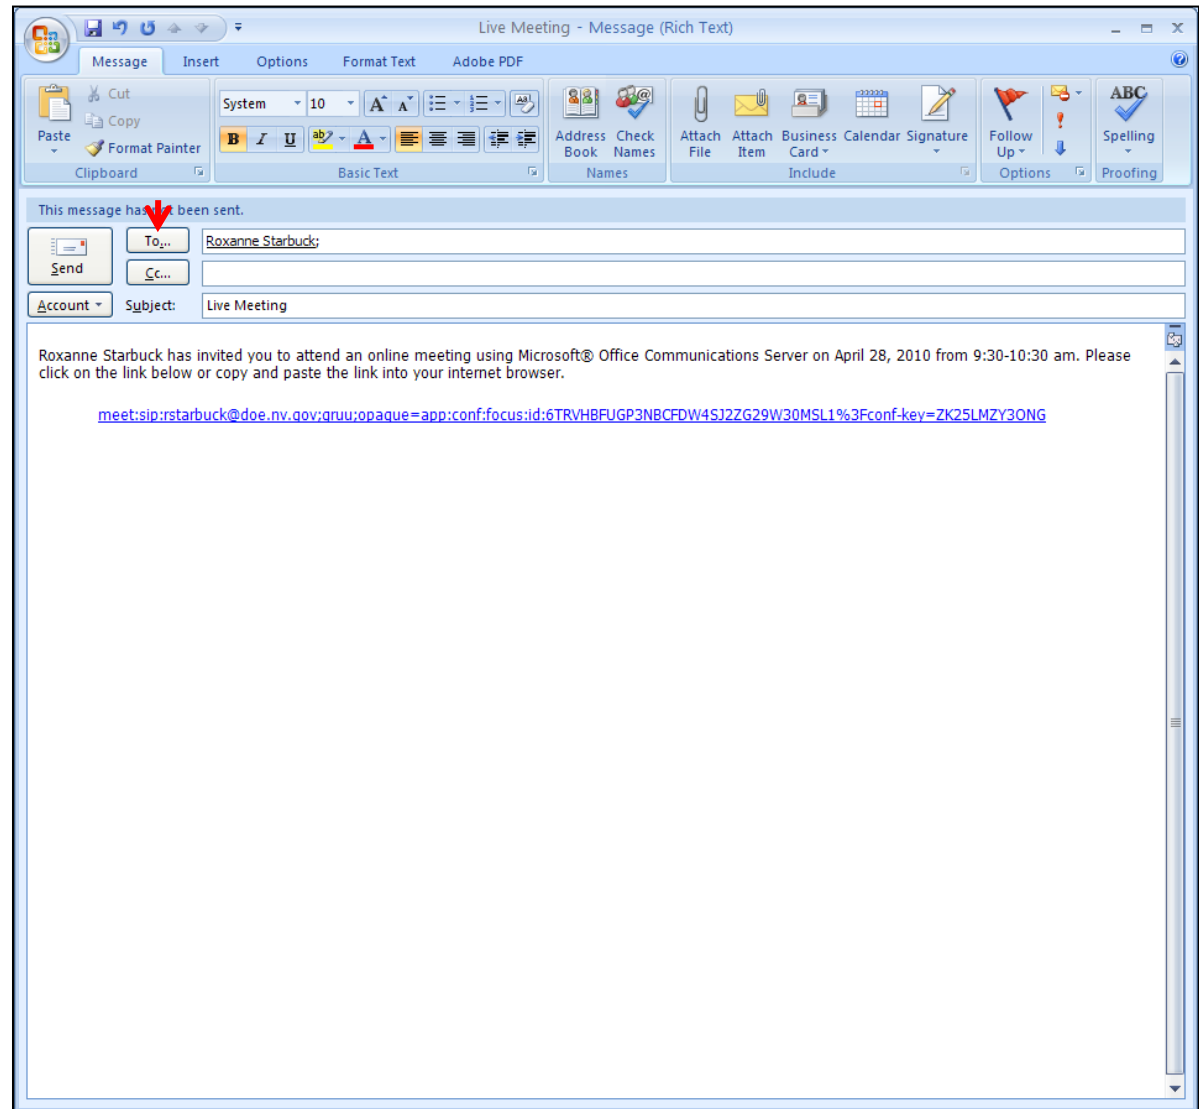 Live Meeting - Message (Rich Text)
Message Insert Options Format Text Adobe PDF
Cut
Copy
Paste
Format Painter
Clipboard
System 10
B I U
Basic Text
Address Book
Check Names
Names
Attach File
Attach Item
Business Card
Calendar
Signature
Include
Follow Up
Options
ABC
Spelling
Proofing
This message has been sent.
To...
Roxanne Starbuck;
Send
Cc...
Account
Subject:
Live Meeting
Roxanne Starbuck has invited you to attend an online meeting using Microsoft® Office Communications Server on April 28, 2010 from 9:30-10:30 am. Please
click on the link below or copy and paste the link into your internet browser.
meet:sip:rstarbuck@doe.nv.gov;gruu;opaque=app:conf:focus:id:6TRVHBFUGP3NBCFDW4SJ2ZG29W30MSL1%3Fconf-key=ZK25LMZY3ONG